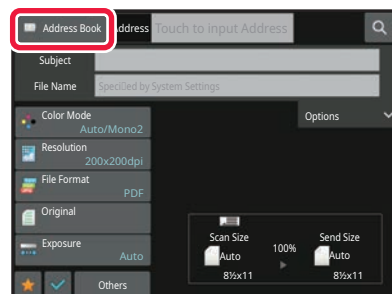 Address Book Address Touch to input Address
Subject
File Name Specified by System Settings
Color Mode
Auto/Mono2
Resolution
200x200dpi
File Format
PDF
Original
Exposure
Auto
Others
Options
Scan Size
Auto
8½x11
100%
Send Size
Auto
8½x11